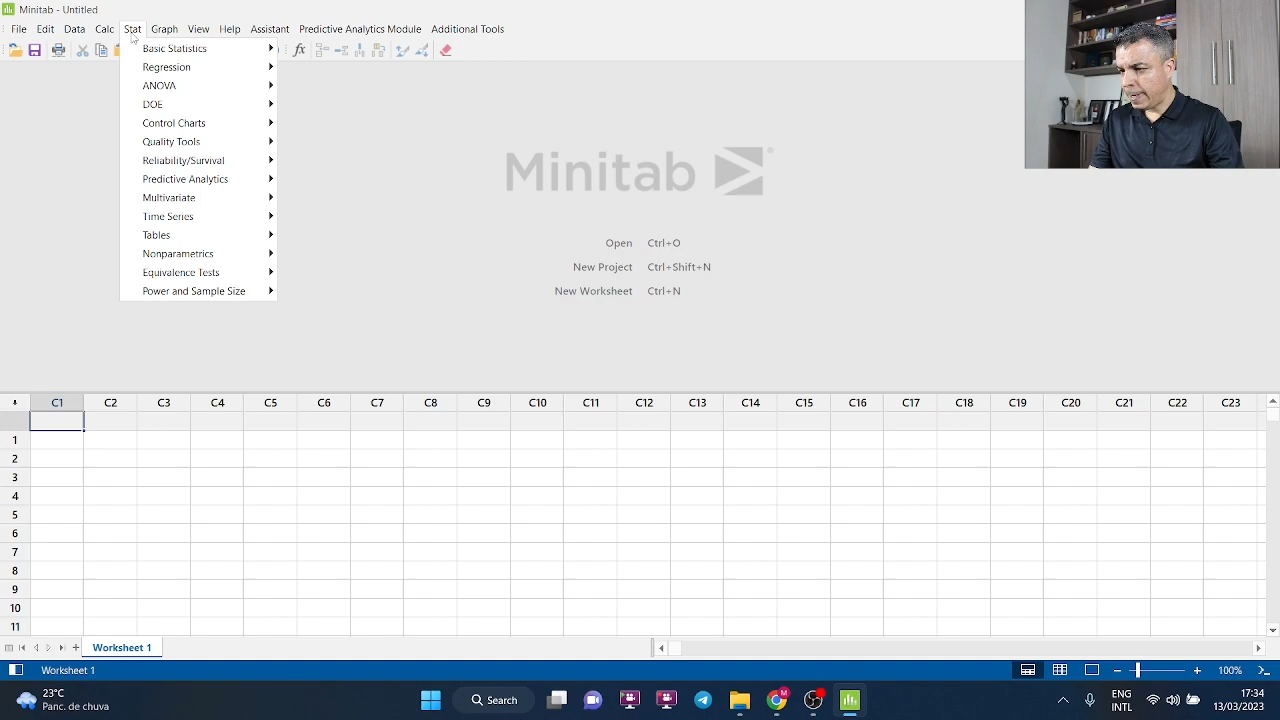 Minitab - Untitled
File Edit Data Calc Stat Graph View Help Assistant Predictive Analytics Module Additional Tools
fx
Basic Statistics
Regression
ANOVA
DOE
Control Charts
Quality Tools
Reliability/Survival
Predictive Analytics
Multivariate
Time Series
Tables
Nonparametrics
Equivalence Tests
Power and Sample Size
Minitab
Open Ctrl+O
New Project Ctrl+Shift+N
New Worksheet Ctrl+N
C1 C2 C3 C4 C5 C6 C7 C8 C9 C10 C11 C12 C13 C14 C15 C16 C17 C18 C19 C20 C21 C22 C23
1
2
3
4
5
6
7
8
9
10
11
Worksheet 1
Worksheet 1
100%
23°C
Panc. de chuva
Search
M
ENG
INTL
17:34
13/03/2023